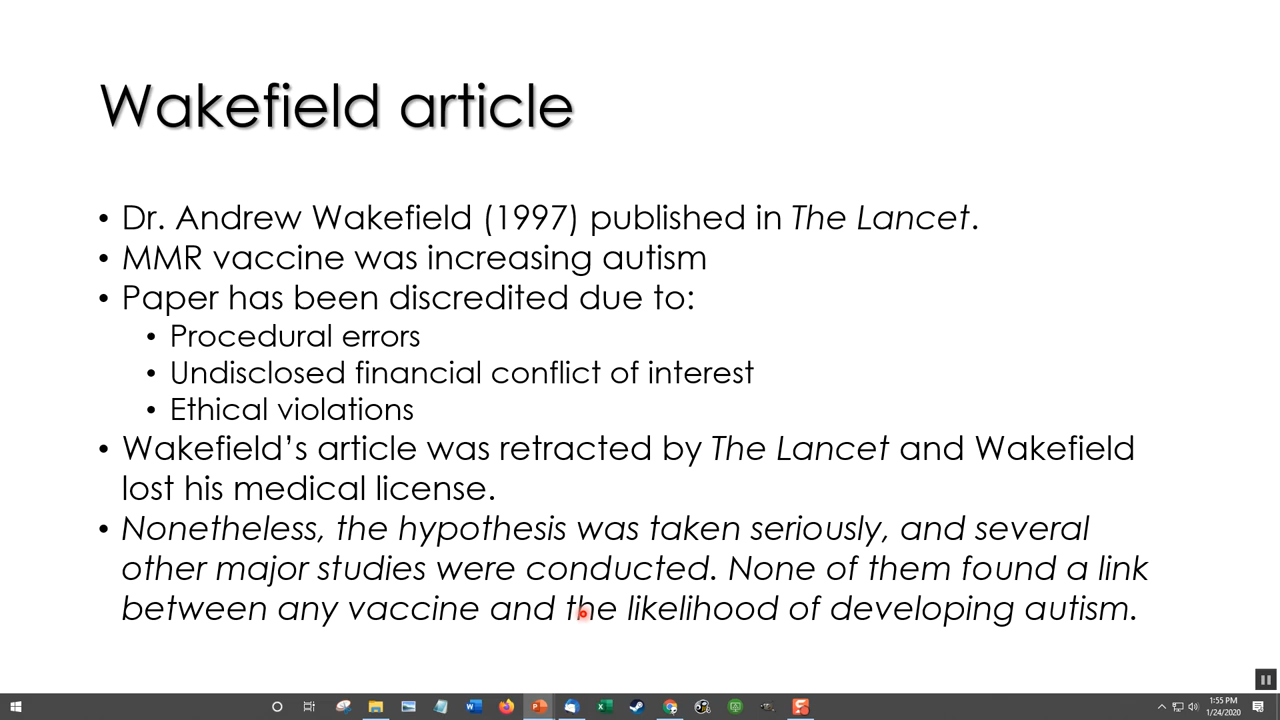 Wakefield article
• Dr. Andrew Wakefield (1997) published in The Lancet.
• MMR vaccine was increasing autism
• Paper has been discredited due to:
• Procedural errors
• Undisclosed financial conflict of interest
• Ethical violations
• Wakefield’s article was retracted by The Lancet and Wakefield
lost his medical license.
• Nonetheless, the hypothesis was taken seriously, and several
other major studies were conducted. None of them found a link
between any vaccine and the likelihood of developing autism.
1:55 PM
1/24/2020